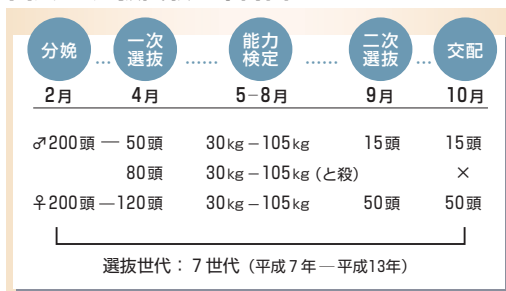 分娩 … 一次選抜 …… 能力検定 …… 二次選抜 … 交配
2月 4月 5-8月 9月 10月
♂200頭 — 50頭 30kg－105kg 15頭 15頭
80頭 30kg－105kg (と殺) ×
♀200頭 —120頭 30kg－105kg 50頭 50頭
選抜世代：7世代（平成7年―平成13年）